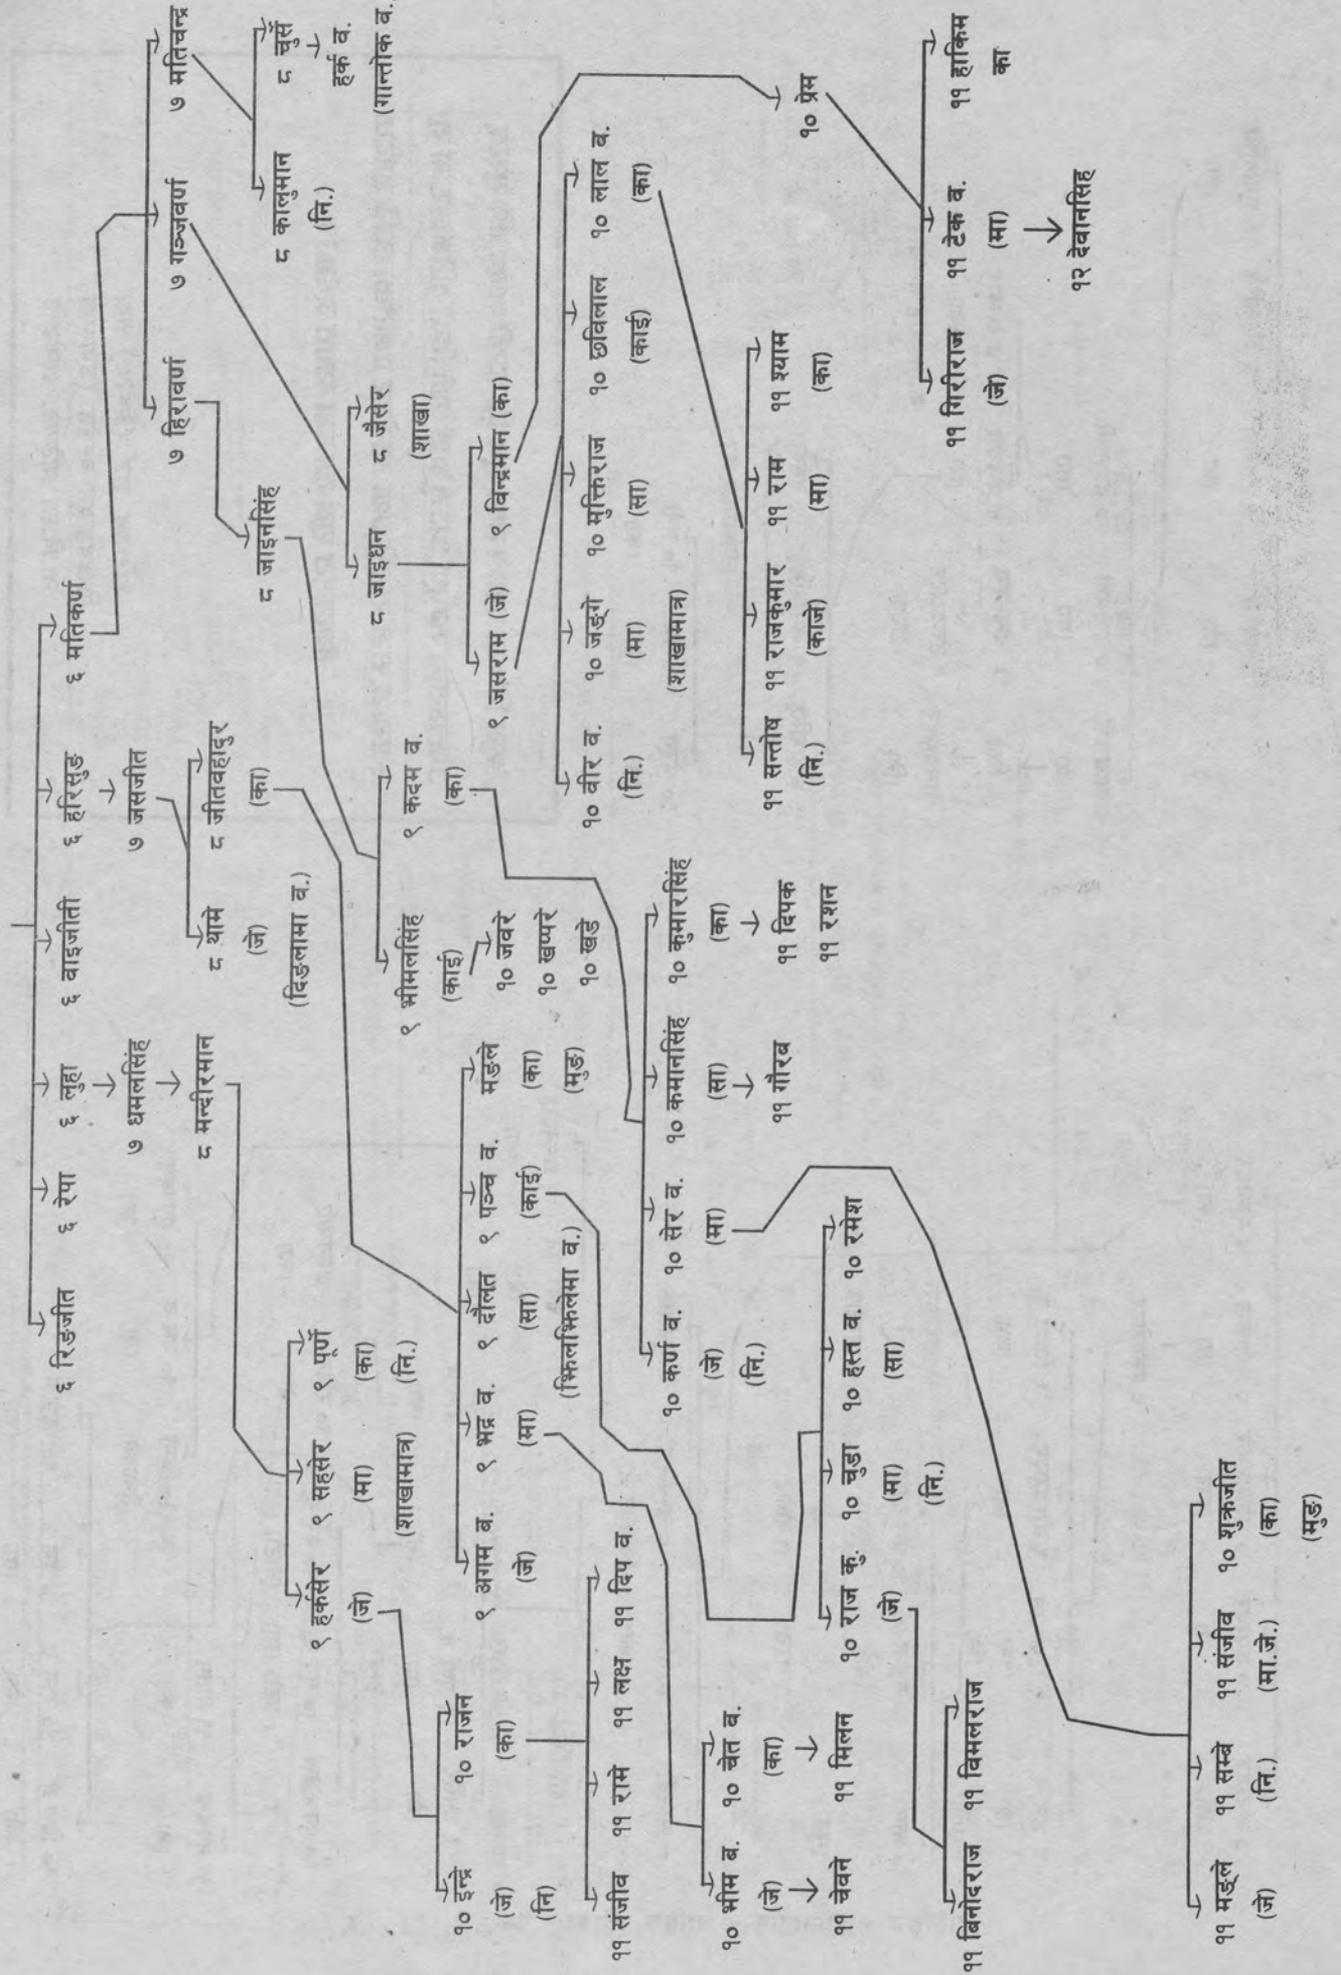 ६ रिङजीत ६ रेपा ६ लुहा ६ वाइजीती ६ हरिसुङ ६ मतिकर्ण
७ धमलसिंह ७ जसजीत ७ हिरावर्ण ७ गञ्जवर्ण ७ मतिचन्द्र
८ मन्दीरमान ८ थामे ८ जीतवहादुर ८ जाइनसिंह ८ कालुमान ८ चुर्से
(जे) (का) (नि.) हर्क व.
(दिङलामा व.) (गान्तोक व.)
८ जाइधन ८ जैसेर
(शाखा)
९ हर्कसेर ९ सहसेर ९ पूर्ण
(जे) (मा) (का)
(शाखामात्र) (नि.)
९ भीमलसिंह ९ कदम व.
(काई) (का)
१० जवरे
१० खप्परे
१० खडे
९ जसराम (जे) ९ विन्द्रमान (का)
९ अगम ब. ९ भद्र व. ९ दौलत ९ पञ्च व. मङले
(जे) (मा) (सा) (काई) (का)
(झिलझिलेमा व.) (मुङ)
१० इन्द्रे १० राजन
(जे) (का)
(नि)
१० वीर व. १० जङ्गे १० मुक्तिराज १० छविलाल १० लाल व.
(नि.) (मा) (सा) (काई) (का)
(शाखामात्र)
१० प्रेम
११ संजीव ११ रामे ११ लक्ष ११ दिप व.
१० कर्ण व. १० सेर व. १० कमानसिंह १० कुमारसिंह
(जे) (मा) (सा) (का)
(नि.) ११ गौरब ११ दिपक
११ रशन
१० भीम ब. १० चेत व.
(जे) (का)
११ चेवने ११ मिलन
११ सन्तोष ११ राजकुमार ११ राम ११ श्याम
(नि.) (काजे) (मा) (का)
१० राज कु. १० चुडा १० हस्त व. १० रमेश
(जे) (मा) (सा)
(नि.)
११ गिरीराज ११ टेक व. ११ हाकिम
(जे) (मा) का
१२ देवानसिंह
११ बिनोदराज ११ विमलराज
११ मङ्ले ११ सम्बे ११ संजीव १० शुक्रजीत
(जे) (नि.) (मा.जे.) (का)
(मुङ)